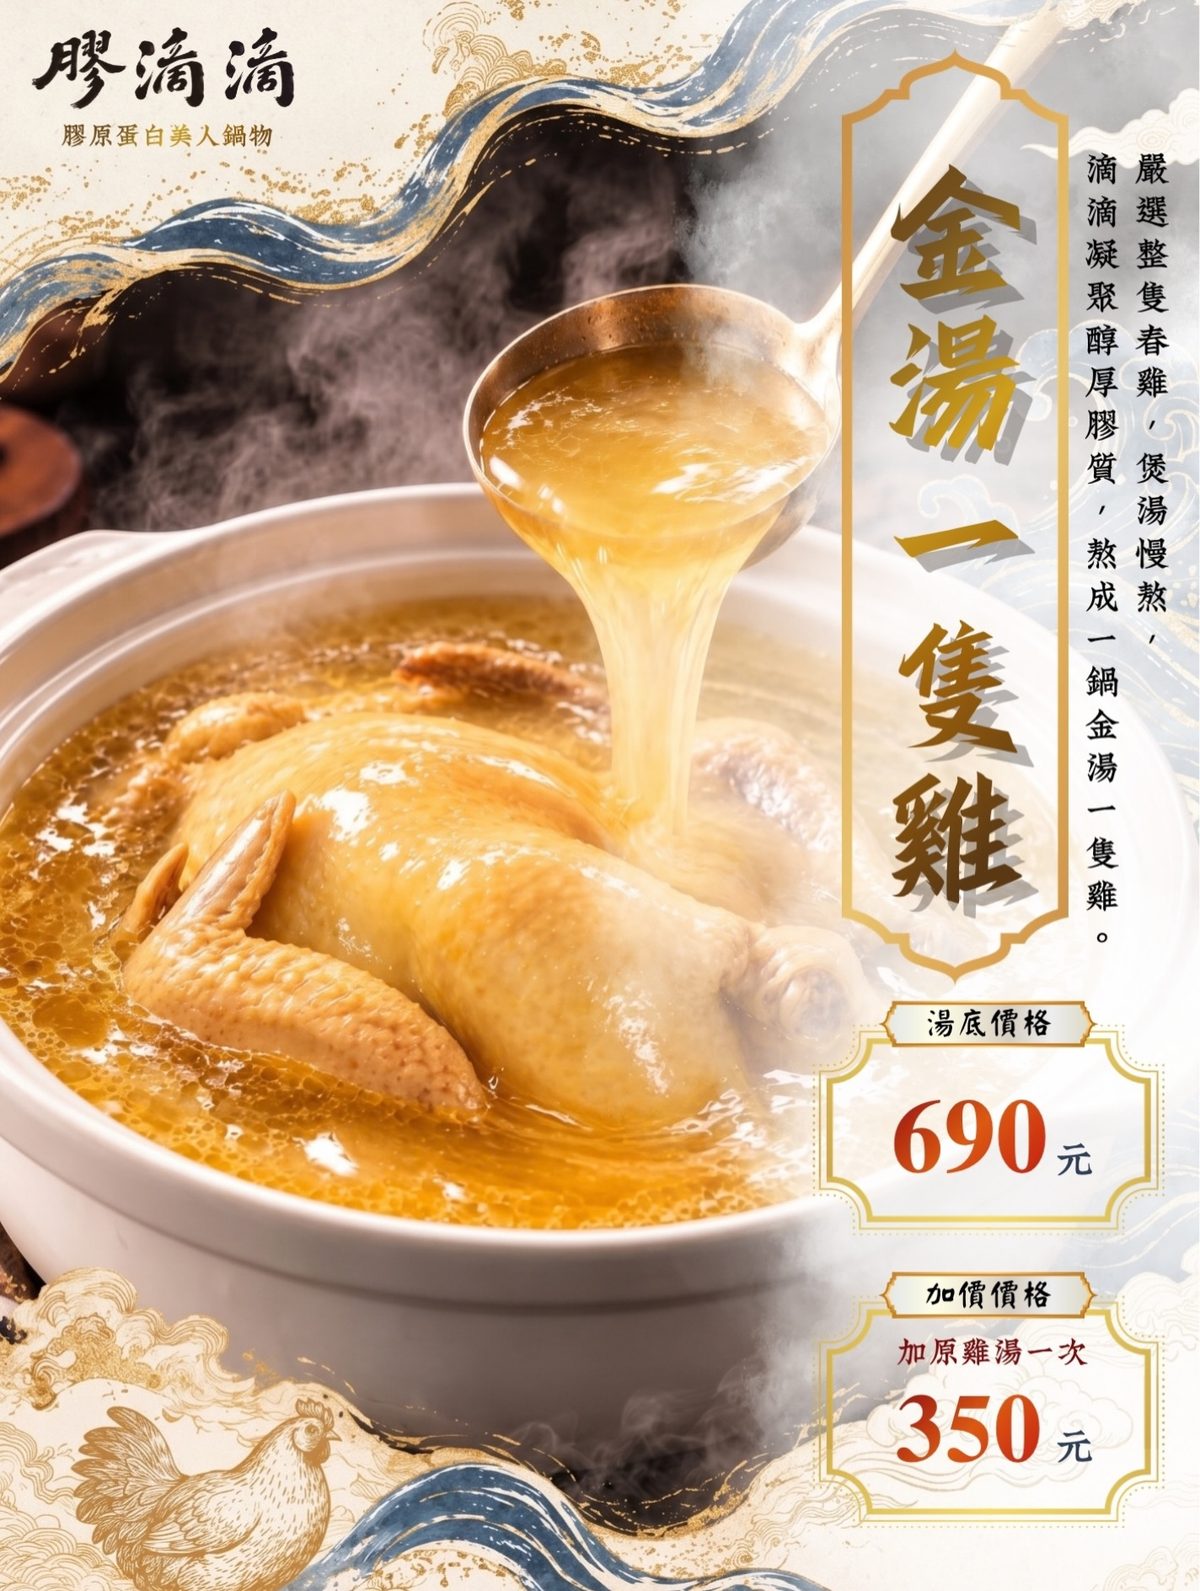 膠滴滴
膠原蛋白美人鍋物
金湯一隻雞
嚴選整隻春雞，煲湯慢熬，
滴滴凝聚醇厚膠質，熬成一鍋金湯一隻雞。
湯底價格
690元
加價價格
加原雞湯一次
350元